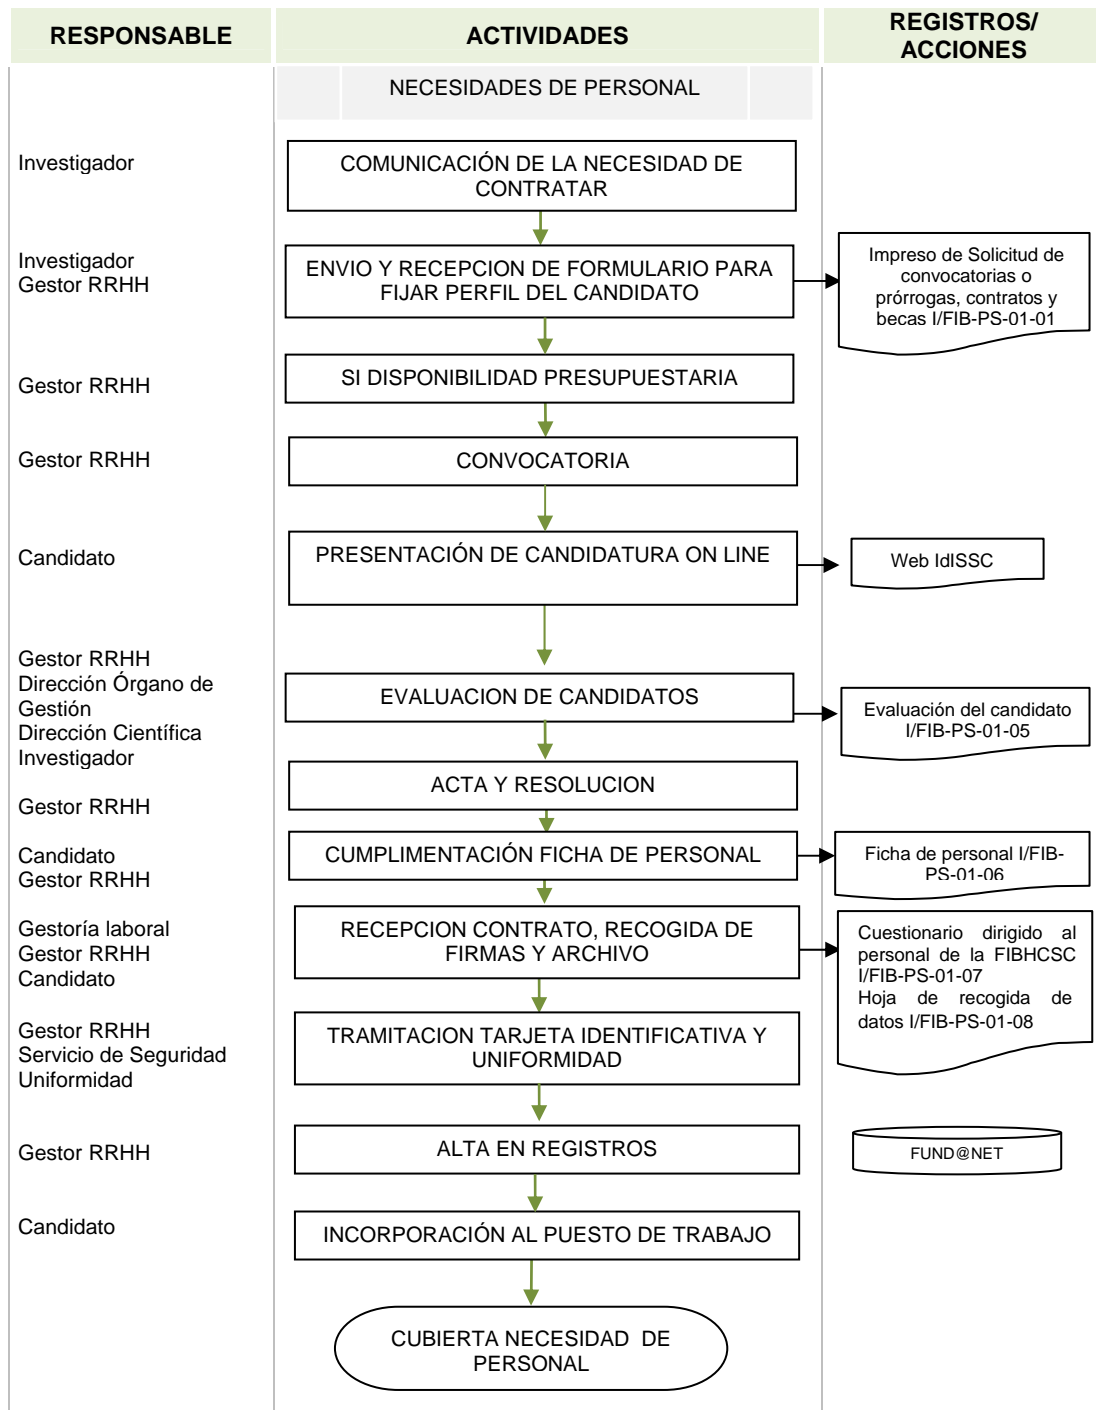 RESPONSABLE
ACTIVIDADES
REGISTROS/
ACCIONES
NECESIDADES DE PERSONAL
Investigador
COMUNICACIÓN DE LA NECESIDAD DE
CONTRATAR
Investigador
Gestor RRHH
ENVIO Y RECEPCION DE FORMULARIO PARA
FIJAR PERFIL DEL CANDIDATO
Impreso de Solicitud de
convocatorias o
prórrogas, contratos y
becas I/FIB-PS-01-01
Gestor RRHH
SI DISPONIBILIDAD PRESUPUESTARIA
Gestor RRHH
CONVOCATORIA
Candidato
PRESENTACIÓN DE CANDIDATURA ON LINE
Web IdISSC
Gestor RRHH
Dirección Órgano de
Gestión
Dirección Científica
Investigador
EVALUACION DE CANDIDATOS
Evaluación del candidato
I/FIB-PS-01-05
Gestor RRHH
ACTA Y RESOLUCION
Candidato
Gestor RRHH
CUMPLIMENTACIÓN FICHA DE PERSONAL
Ficha de personal I/FIB-
PS-01-06
Gestoría laboral
Gestor RRHH
Candidato
RECEPCION CONTRATO, RECOGIDA DE
FIRMAS Y ARCHIVO
Cuestionario dirigido al
personal de la FIBHCSC
I/FIB-PS-01-07
Hoja de recogida de
datos I/FIB-PS-01-08
Gestor RRHH
Servicio de Seguridad
Uniformidad
TRAMITACION TARJETA IDENTIFICATIVA Y
UNIFORMIDAD
Gestor RRHH
ALTA EN REGISTROS
FUND@NET
Candidato
INCORPORACIÓN AL PUESTO DE TRABAJO
CUBIERTA NECESIDAD DE
PERSONAL